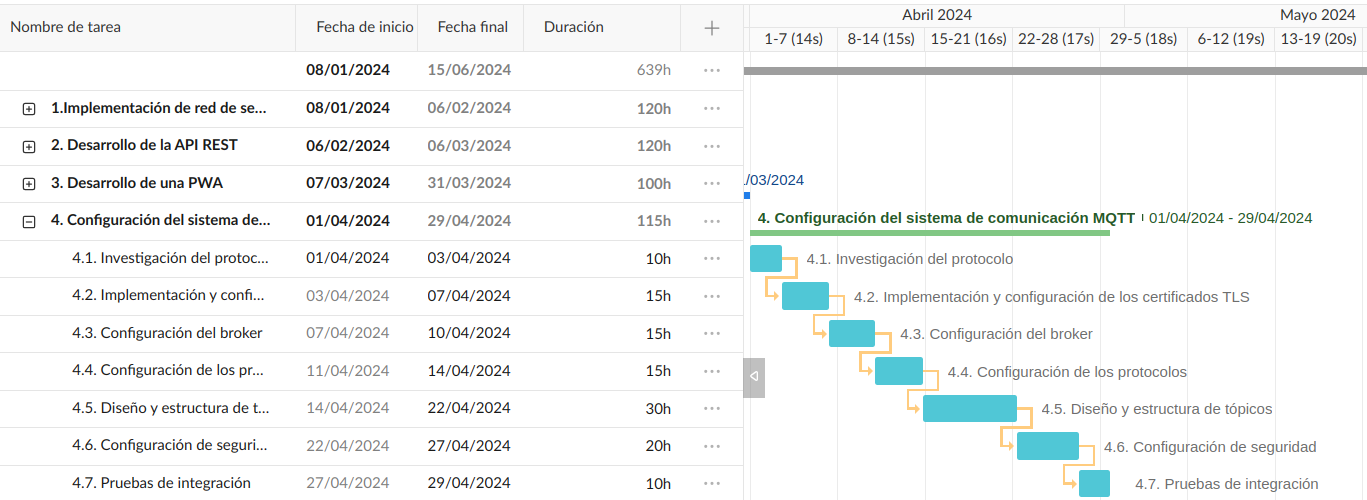 Nombre de tarea Fecha de inicio Fecha final Duración Abril 2024 Mayo 2024
1-7 (14s) 8-14 (15s) 15-21 (16s) 22-28 (17s) 29-5 (18s) 6-12 (19s) 13-19 (20s)
08/01/2024 15/06/2024 639h
1.Implementación de red de se... 08/01/2024 06/02/2024 120h
2. Desarrollo de la API REST 06/02/2024 06/03/2024 120h
3. Desarrollo de una PWA 07/03/2024 31/03/2024 100h /03/2024
4. Configuración del sistema de... 01/04/2024 29/04/2024 115h 4. Configuración del sistema de comunicación MQTT 01/04/2024 - 29/04/2024
4.1. Investigación del protoc... 01/04/2024 03/04/2024 10h 4.1. Investigación del protocolo
4.2. Implementación y confi... 03/04/2024 07/04/2024 15h 4.2. Implementación y configuración de los certificados TLS
4.3. Configuración del broker 07/04/2024 10/04/2024 15h 4.3. Configuración del broker
4.4. Configuración de los pr... 11/04/2024 14/04/2024 15h 4.4. Configuración de los protocolos
4.5. Diseño y estructura de t... 14/04/2024 22/04/2024 30h 4.5. Diseño y estructura de tópicos
4.6. Configuración de seguri... 22/04/2024 27/04/2024 20h 4.6. Configuración de seguridad
4.7. Pruebas de integración 27/04/2024 29/04/2024 10h 4.7. Pruebas de integración